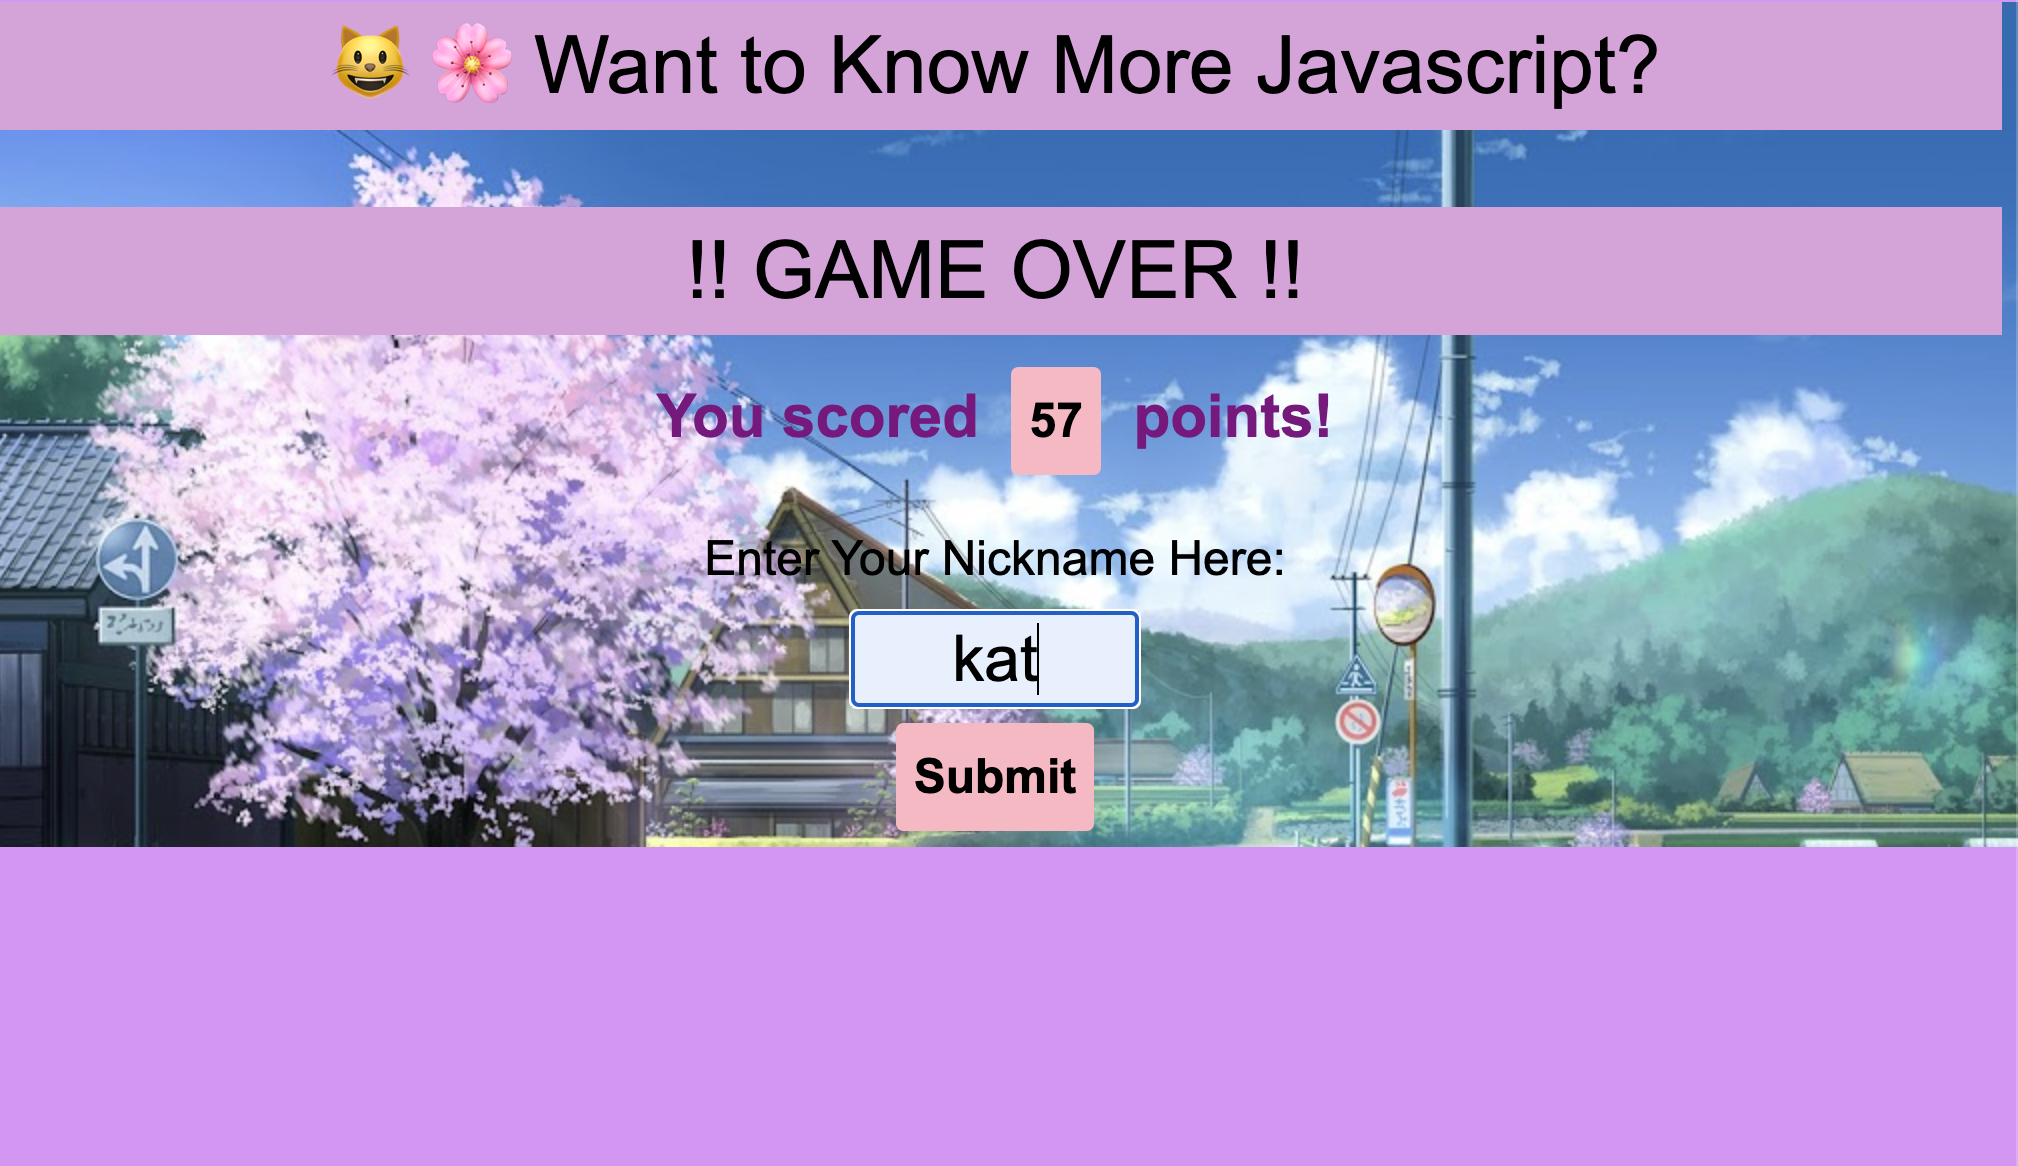 😺 🌸 Want to Know More Javascript?
!! GAME OVER !!
You scored 57 points!
Enter Your Nickname Here:
kat
Submit